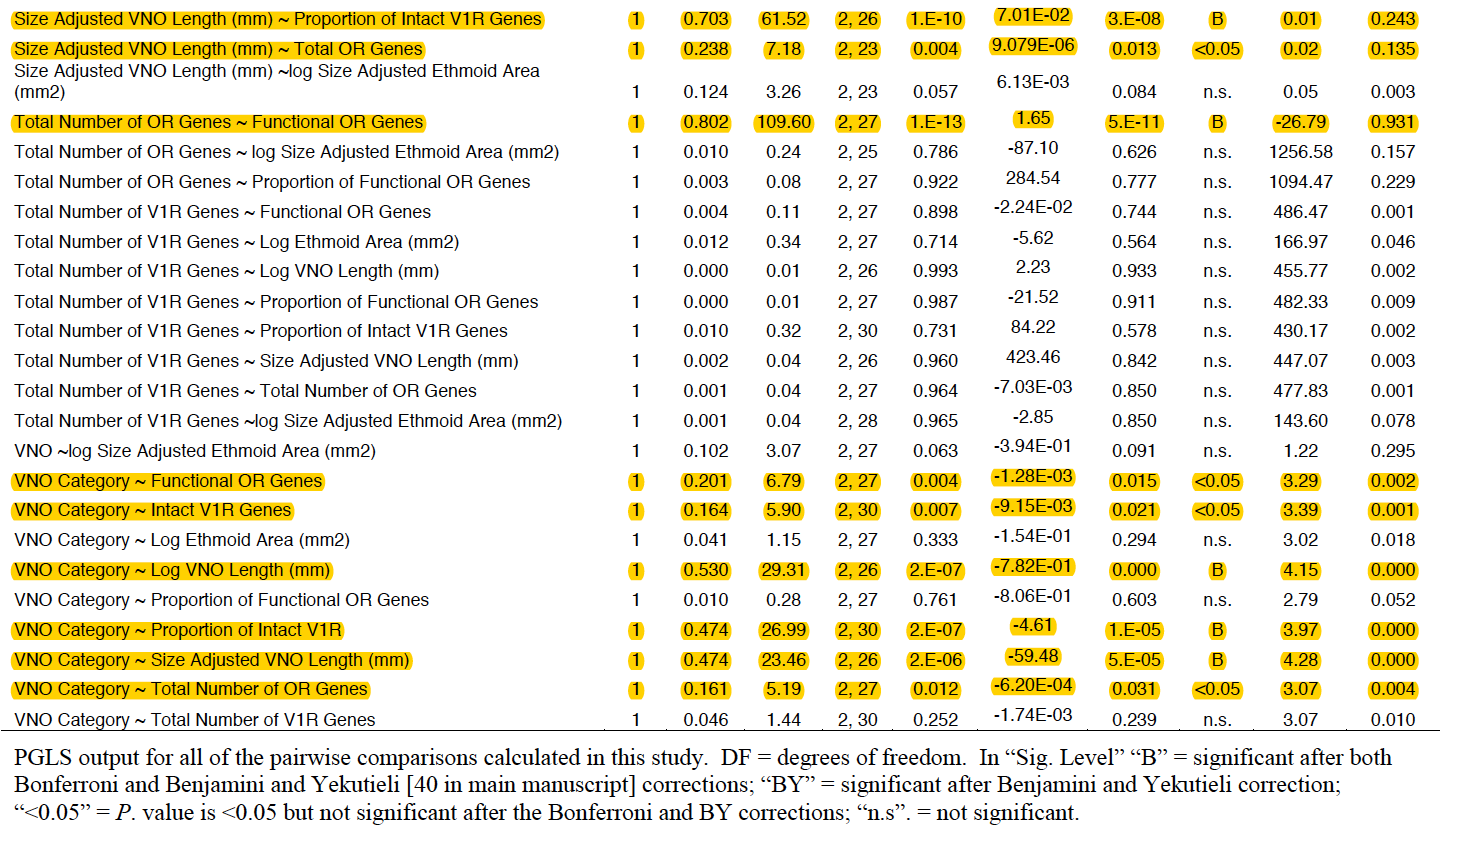 Size Adjusted VNO Length (mm) ~ Proportion of Intact V1R Genes 1 0.703 61.52 2, 26 1.E-10 7.01E-02 3.E-08 B 0.01 0.243
Size Adjusted VNO Length (mm) ~ Total OR Genes 1 0.238 7.18 2, 23 0.004 9.079E-06 0.013 <0.05 0.02 0.135
Size Adjusted VNO Length (mm) ~log Size Adjusted Ethmoid Area
(mm2) 1 0.124 3.26 2, 23 0.057 6.13E-03 0.084 n.s. 0.05 0.003
Total Number of OR Genes ~ Functional OR Genes 1 0.802 109.60 2, 27 1.E-13 1.65 5.E-11 B -26.79 0.931
Total Number of OR Genes ~ log Size Adjusted Ethmoid Area (mm2) 1 0.010 0.24 2, 25 0.786 -87.10 0.626 n.s. 1256.58 0.157
Total Number of OR Genes ~ Proportion of Functional OR Genes 1 0.003 0.08 2, 27 0.922 284.54 0.777 n.s. 1094.47 0.229
Total Number of V1R Genes ~ Functional OR Genes 1 0.004 0.11 2, 27 0.898 -2.24E-02 0.744 n.s. 486.47 0.001
Total Number of V1R Genes ~ Log Ethmoid Area (mm2) 1 0.012 0.34 2, 27 0.714 -5.62 0.564 n.s. 166.97 0.046
Total Number of V1R Genes ~ Log VNO Length (mm) 1 0.000 0.01 2, 26 0.993 2.23 0.933 n.s. 455.77 0.002
Total Number of V1R Genes ~ Proportion of Functional OR Genes 1 0.000 0.01 2, 27 0.987 -21.52 0.911 n.s. 482.33 0.009
Total Number of V1R Genes ~ Proportion of Intact V1R Genes 1 0.010 0.32 2, 30 0.731 84.22 0.578 n.s. 430.17 0.002
Total Number of V1R Genes ~ Size Adjusted VNO Length (mm) 1 0.002 0.04 2, 26 0.960 423.46 0.842 n.s. 447.07 0.003
Total Number of V1R Genes ~ Total Number of OR Genes 1 0.001 0.04 2, 27 0.964 -7.03E-03 0.850 n.s. 477.83 0.001
Total Number of V1R Genes ~log Size Adjusted Ethmoid Area (mm2) 1 0.001 0.04 2, 28 0.965 -2.85 0.850 n.s. 143.60 0.078
VNO ~log Size Adjusted Ethmoid Area (mm2) 1 0.102 3.07 2, 27 0.063 -3.94E-01 0.091 n.s. 1.22 0.295
VNO Category ~ Functional OR Genes 1 0.201 6.79 2, 27 0.004 -1.28E-03 0.015 <0.05 3.29 0.002
VNO Category ~ Intact V1R Genes 1 0.164 5.90 2, 30 0.007 -9.15E-03 0.021 <0.05 3.39 0.001
VNO Category ~ Log Ethmoid Area (mm2) 1 0.041 1.15 2, 27 0.333 -1.54E-01 0.294 n.s. 3.02 0.018
VNO Category ~ Log VNO Length (mm) 1 0.530 29.31 2, 26 2.E-07 -7.82E-01 0.000 B 4.15 0.000
VNO Category ~ Proportion of Functional OR Genes 1 0.010 0.28 2, 27 0.761 -8.06E-01 0.603 n.s. 2.79 0.052
VNO Category ~ Proportion of Intact V1R 1 0.474 26.99 2, 30 2.E-07 -4.61 1.E-05 B 3.97 0.000
VNO Category ~ Size Adjusted VNO Length (mm) 1 0.474 23.46 2, 26 2.E-06 -59.48 5.E-05 B 4.28 0.000
VNO Category ~ Total Number of OR Genes 1 0.161 5.19 2, 27 0.012 -6.20E-04 0.031 <0.05 3.07 0.004
VNO Category ~ Total Number of V1R Genes 1 0.046 1.44 2, 30 0.252 -1.74E-03 0.239 n.s. 3.07 0.010
PGLS output for all of the pairwise comparisons calculated in this study. DF = degrees of freedom. In “Sig. Level” “B” = significant after both
Bonferroni and Benjamini and Yekutieli [40 in main manuscript] corrections; “BY” = significant after Benjamini and Yekutieli correction;
“<0.05” = P. value is <0.05 but not significant after the Bonferroni and BY corrections; “n.s”. = not significant.